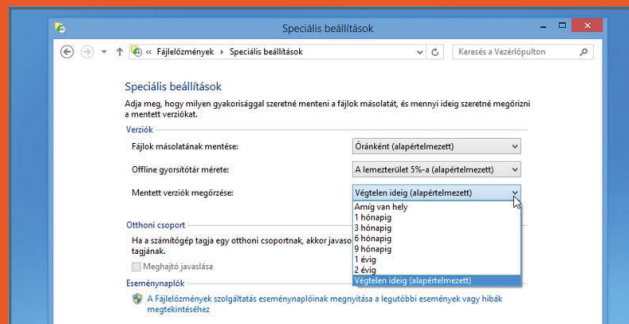 Speciális beállítások
« Fájlelőzmények Speciális beállítások
Keresés a Vezérlőpulton
Speciális beállítások
Adja meg, hogy milyen gyakorisággal szeretné menteni a fájlok másolatát, és mennyi ideig szeretné megőrizni
a mentett verziókat.
Verziók
Fájlok másolatának mentése: Óránként (alapértelmezett)
Offline gyorsítótár mérete: A lemezterület 5%-a (alapértelmezett)
Mentett verziók megőrzése: Végtelen ideig (alapértelmezett)
Amíg van hely
1 hónapig
3 hónapig
6 hónapig
9 hónapig
1 évig
2 évig
Végtelen ideig (alapértelmezett)
Otthoni csoport
Ha a számítógép tagja egy otthoni csoportnak, akkor javaso
tagjának.
Meghajtó javaslása
Eseménynaplók
A Fájlelőzmények szolgáltatás eseménynaplóinak megnyitása a legutóbbi események vagy hibák
megtekintéséhez